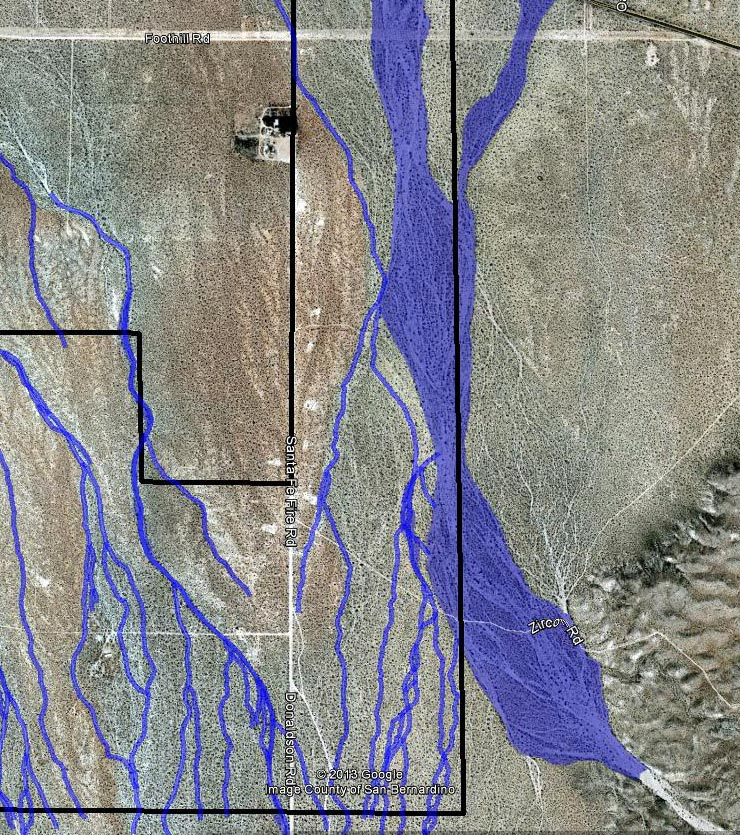 Foothill Rd
Santa Fe Fire Rd
Zircon Rd
Donaldson Rd
© 2013 Google
Image County of San Bernardino